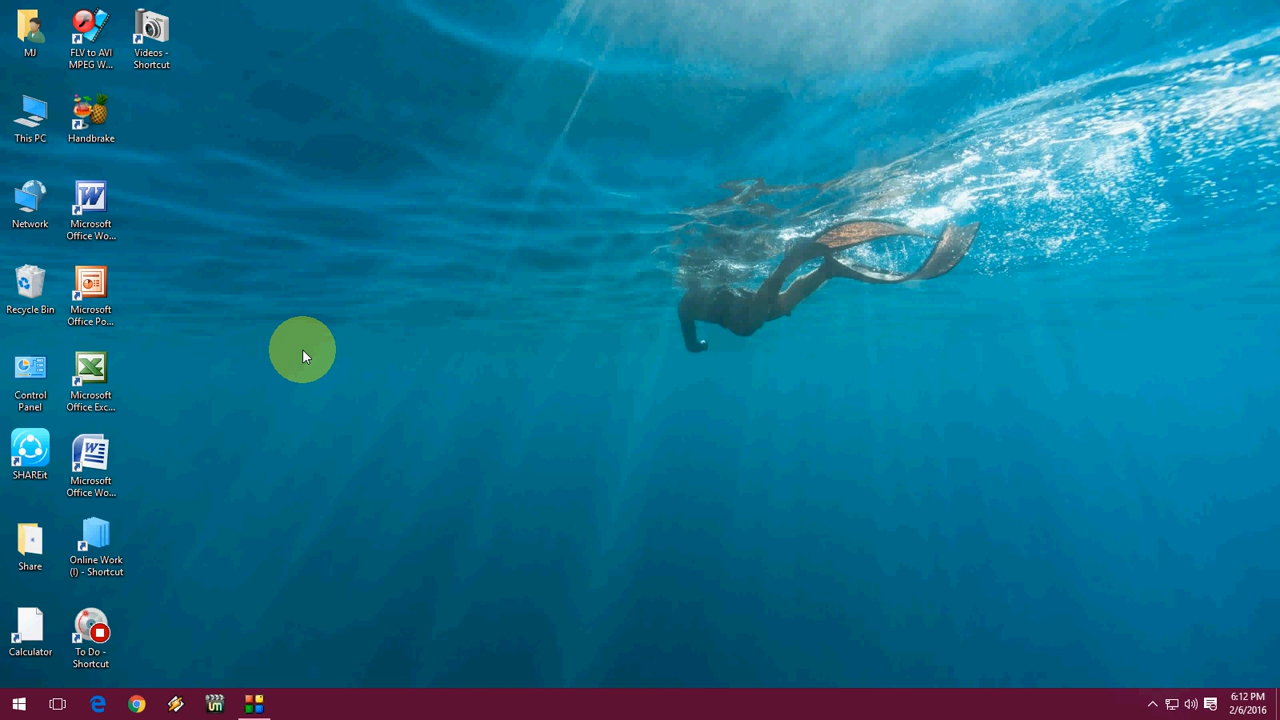 MJ
FLV to AVI
MPEG W...
Videos -
Shortcut
This PC
Handbrake
Network
Microsoft
Office Wo...
Recycle Bin
Microsoft
Office Po...
Control
Panel
Microsoft
Office Exc...
SHAREit
Microsoft
Office Wo...
Share
Online Work
(I) - Shortcut
Calculator
To Do -
Shortcut
6:12 PM
2/6/2016